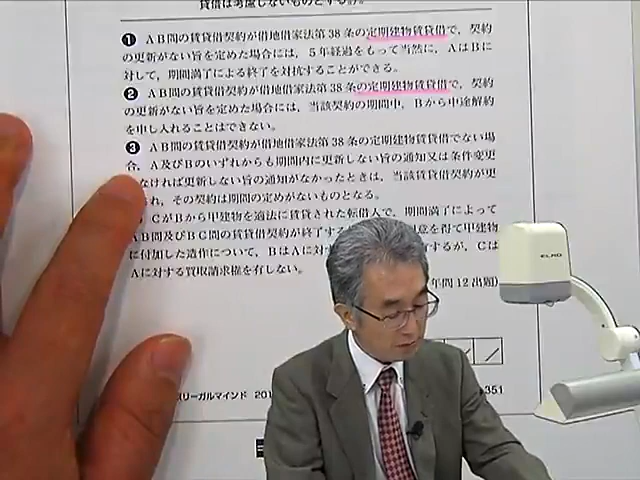 貸借は考慮しないものとする。
❶ AB間の賃貸借契約が借地借家法第38条の定期建物賃貸借で、契約
の更新がない旨を定めた場合には、5年経過をもって当然に、AはBに
対して、期間満了による終了を対抗することができる。
❷ AB間の賃貸借契約が借地借家法第38条の定期建物賃貸借で、契約
の更新がない旨を定めた場合には、当該契約の期間中、Bから中途解約
を申し入れることはできない。
❸ AB間の賃貸借契約が借地借家法第38条の定期建物賃貸借でない場
合、A及びBのいずれからも期間内に更新しない旨の通知又は条件変更
なければ更新しない旨の通知がなかったときは、当該賃貸借契約が更
され、その契約は期間の定めがないものとなる。
CがBから甲建物を適法に賃貸された転借人で、期間満了によって
AB間及びBC間の賃貸借契約が終了する 意を得て甲建物
に付加した造作について、BはAに対 するが、Cは
Aに対する買取請求権を有しない。
年問12出題)
リーガルマインド 201
351
ELMO